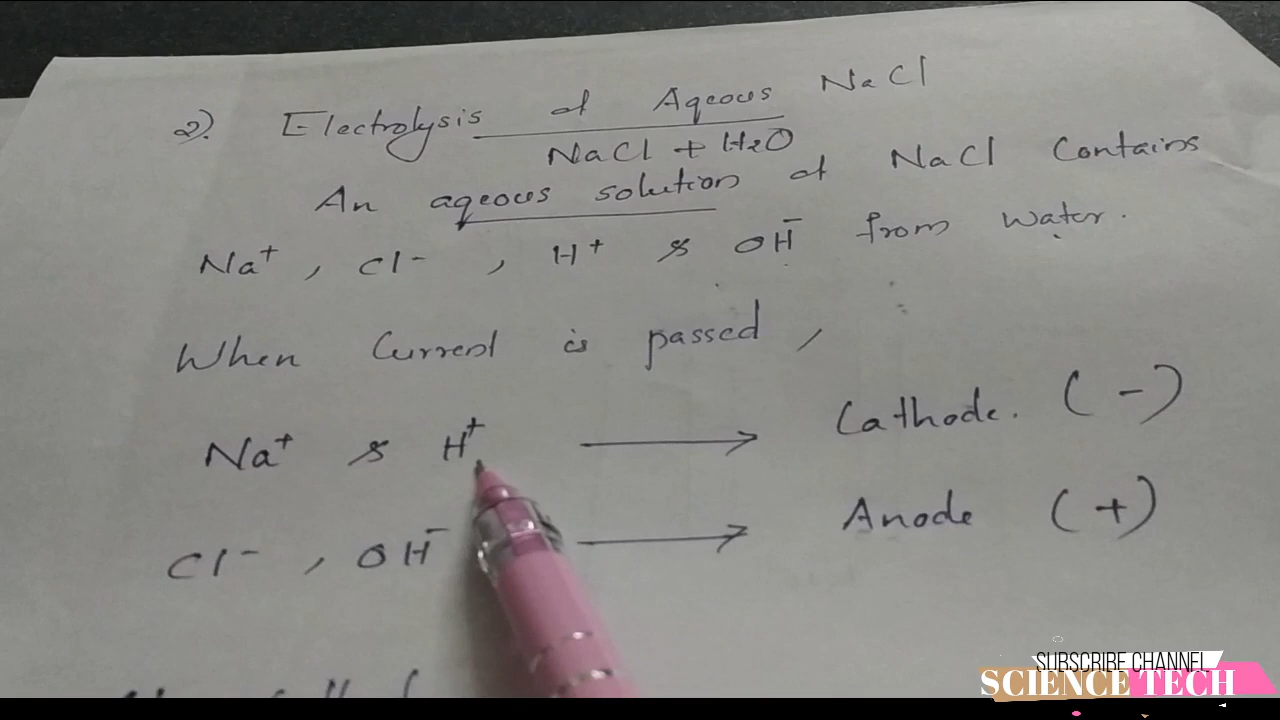 2). Electrolysis of Aqeous NaCl
NaCl + H2O
An aqeous solution of NaCl Contains
Na⁺, Cl⁻, H⁺ & OH⁻ from water.
When Current is passed,
Na⁺ & H⁺ → Cathode. (-)
Cl⁻, OH⁻ → Anode (+)
SUBSCRIBE CHANNEL
SCIENCE TECH